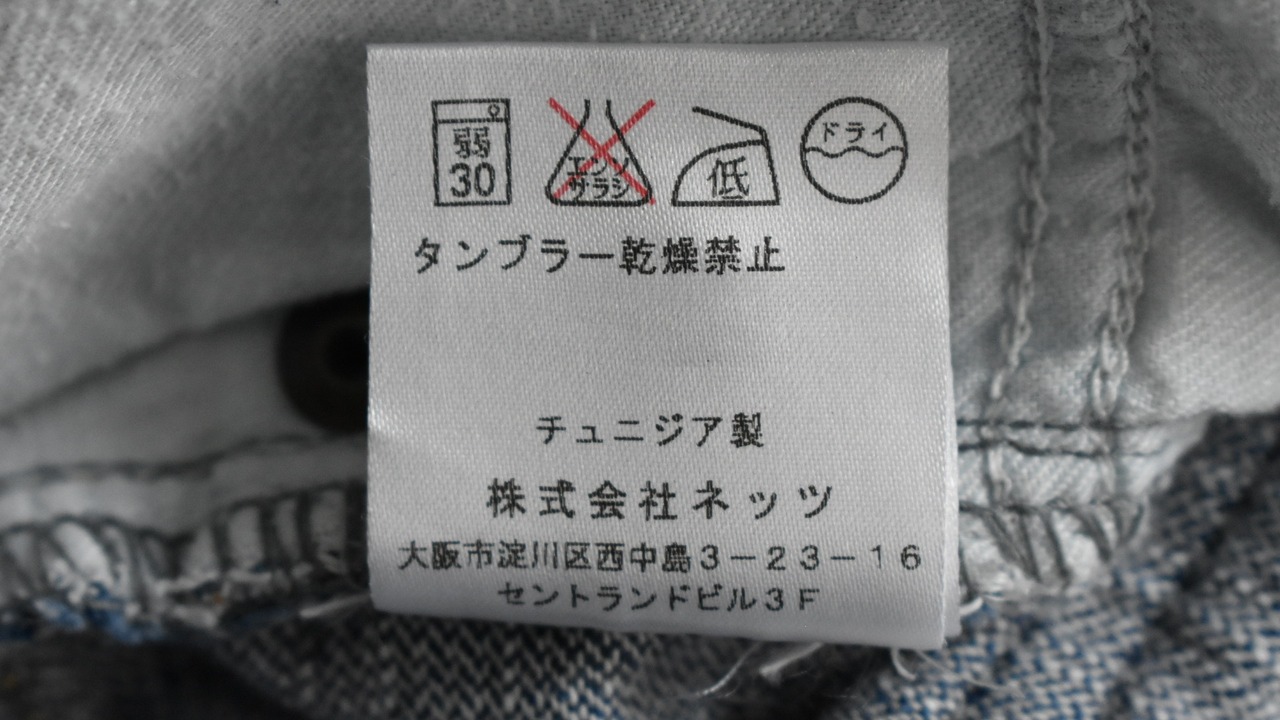 弱 30 エンソサラシ 低 ドライ
タンブラー乾燥禁止
チュニジア製
株式会社ネッツ
大阪市淀川区西中島3-23-16
セントランドビル3F